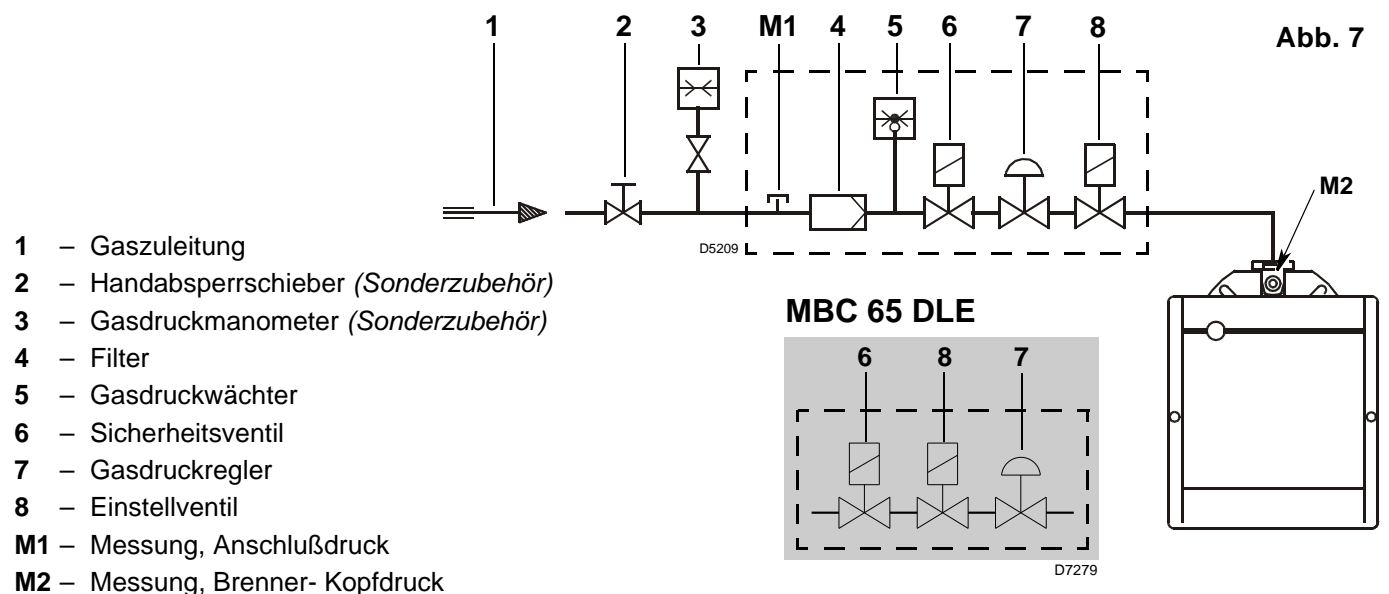 1 2 3 M1 4 5 6 7 8 Abb. 7
M2
D5209
1 – Gaszuleitung
2 – Handabsperrschieber (Sonderzubehör)
3 – Gasdruckmanometer (Sonderzubehör)
4 – Filter
5 – Gasdruckwächter
6 – Sicherheitsventil
7 – Gasdruckregler
8 – Einstellventil
M1 – Messung, Anschlußdruck
M2 – Messung, Brenner- Kopfdruck
MBC 65 DLE
6 8 7
D7279